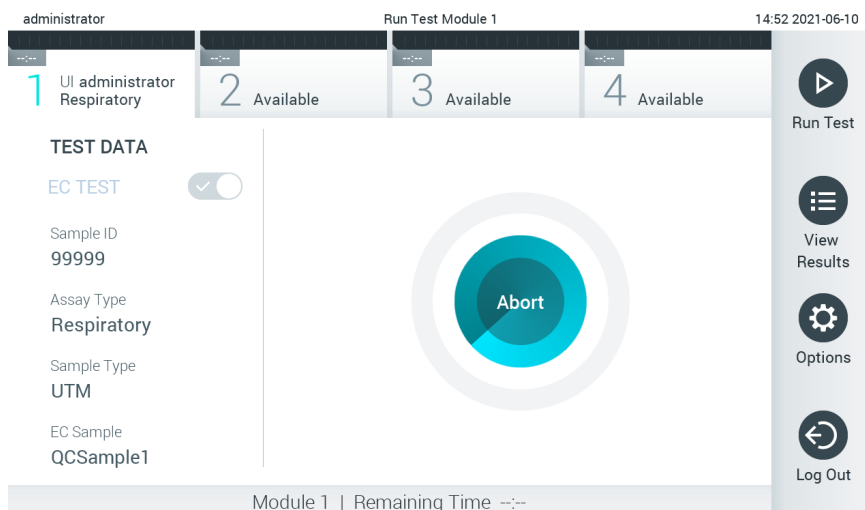 administrator
Run Test Module 1
14:52 2021-06-10
--:--
--:--
--:--
--:--
1
UI administrator
Respiratory
2 Available
3 Available
4 Available
TEST DATA
EC TEST
Sample ID
99999
Assay Type
Respiratory
Sample Type
UTM
EC Sample
QCSample1
Abort
Run Test
View
Results
Options
Log Out
Module 1 | Remaining Time --:--